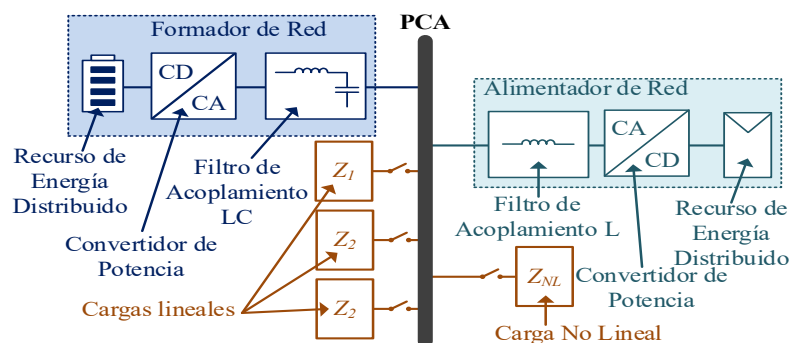 Formador de Red
PCA
CD
CA
Recurso de
Energía
Distribuido
Filtro de
Acoplamiento
LC
Convertidor de
Potencia
Z1
Z2
Z2
Cargas lineales
Alimentador de Red
CA
CD
Filtro de
Acoplamiento L
Recurso de
Energía
Distribuido
Convertidor de
Potencia
ZNL
Carga No Lineal